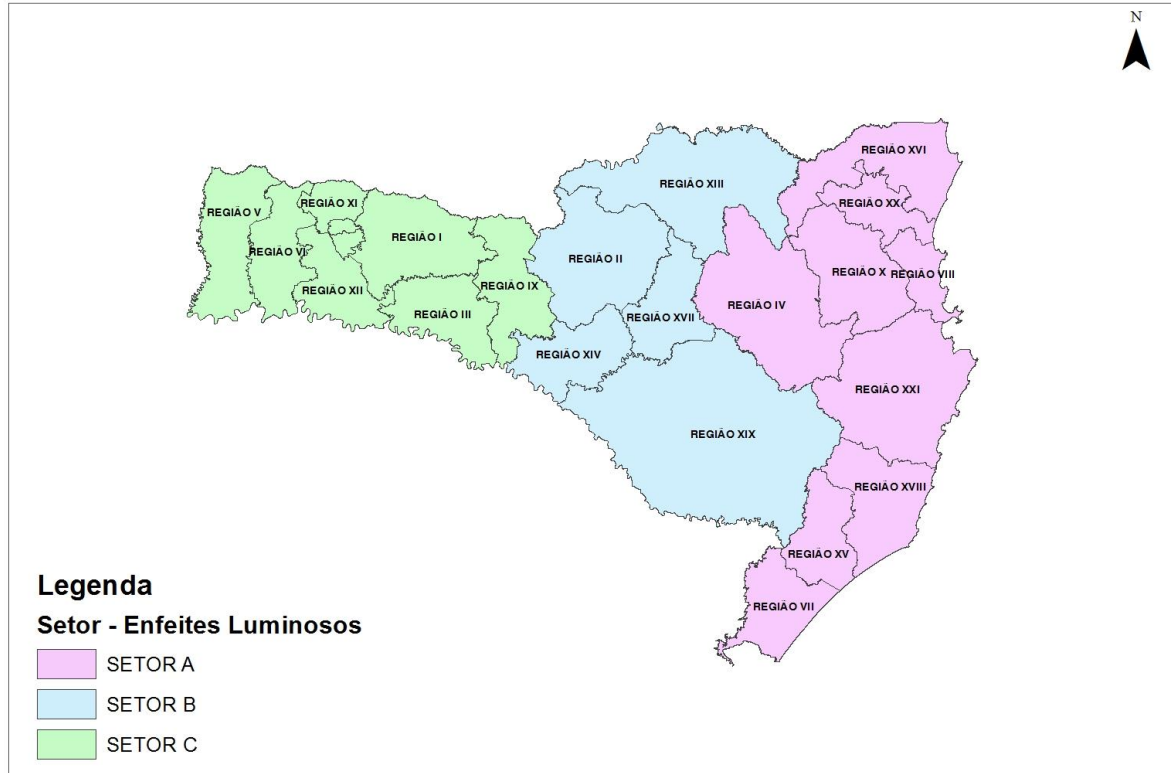 N
REGIÃO XVI
REGIÃO XIII
REGIÃO XI
REGIÃO XX
REGIÃO V
REGIÃO I
REGIÃO VI
REGIÃO II
REGIÃO X
REGIÃO VIII
REGIÃO XII
REGIÃO IX
REGIÃO IV
REGIÃO III
REGIÃO XVII
REGIÃO XIV
REGIÃO XXI
REGIÃO XIX
REGIÃO XVIII
REGIÃO XV
REGIÃO VII
Legenda
Setor - Enfeites Luminosos
SETOR A
SETOR B
SETOR C